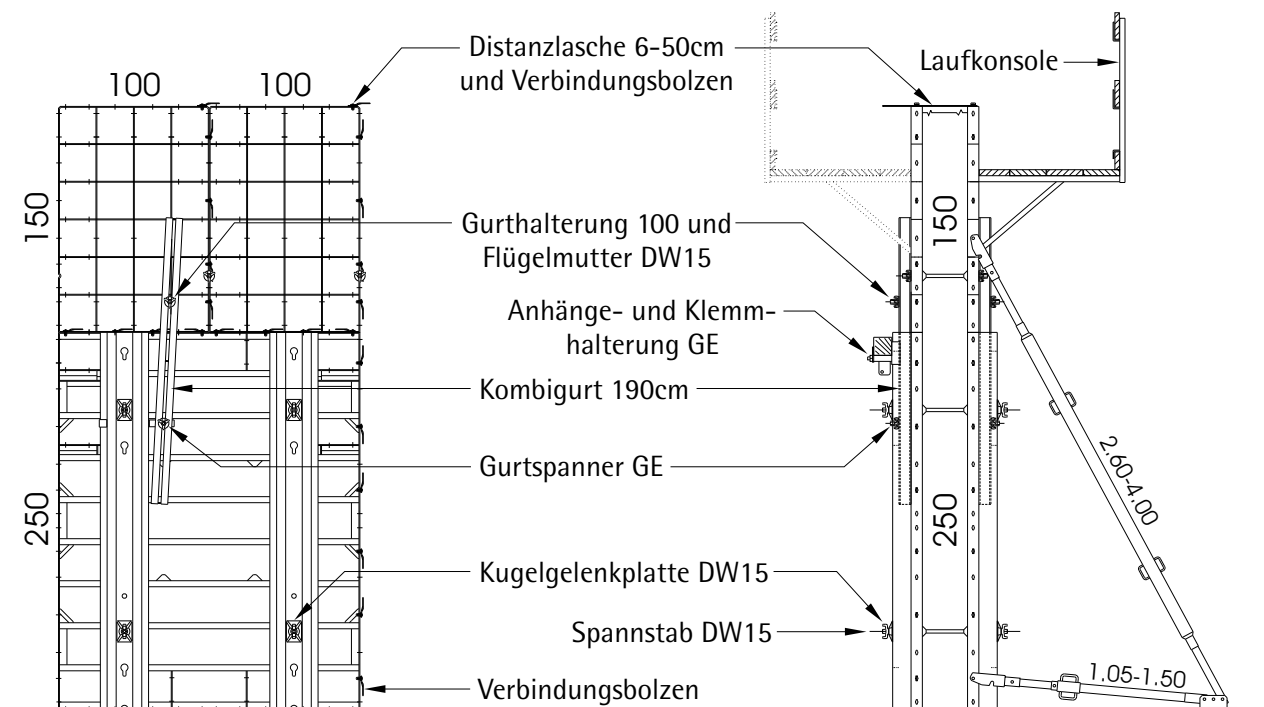 Distanzlasche 6-50cm
und Verbindungsbolzen
Laufkonsole
100
100
150
150
Gurthalterung 100 und
Flügelmutter DW15
Anhänge- und Klemm-
halterung GE
Kombigurt 190cm
Gurtspanner GE
2.60-4.00
250
250
Kugelgelenkplatte DW15
Spannstab DW15
1.05-1.50
Verbindungsbolzen